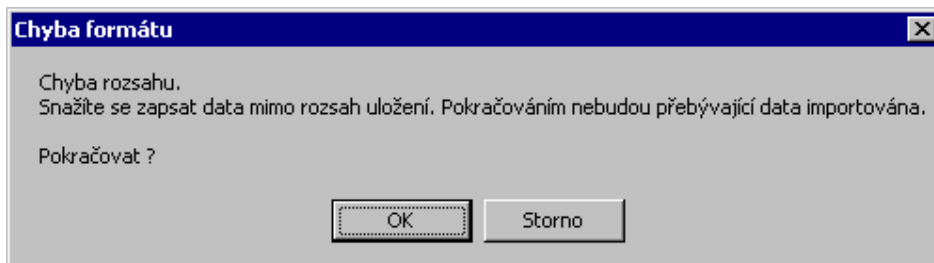 Chyba formátu
Chyba rozsahu.
Snažíte se zapsat data mimo rozsah uložení. Pokračováním nebudou přebývající data importována.
Pokračovat ?
OK
Storno